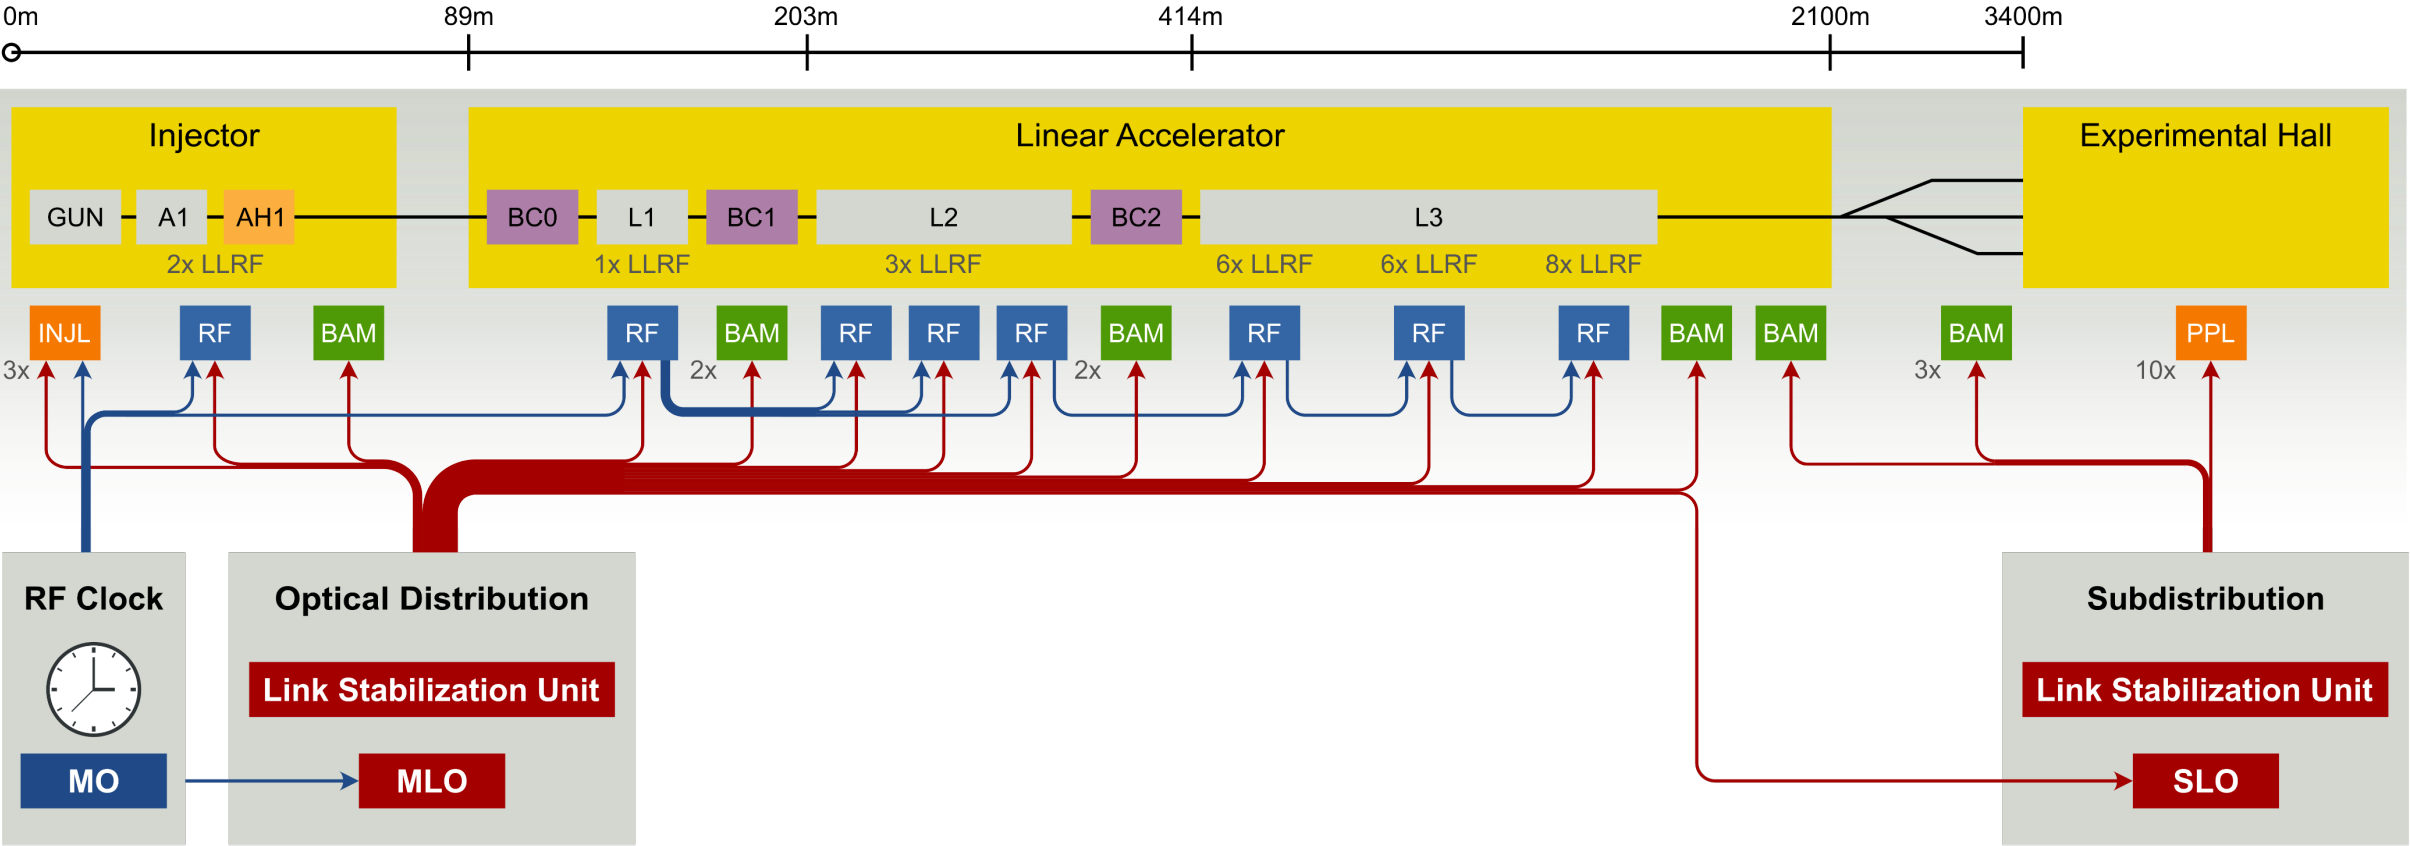 0m 89m 203m 414m 2100m 3400m
Injector Linear Accelerator Experimental Hall
GUN A1 AH1 BC0 L1 BC1 L2 BC2 L3
2x LLRF 1x LLRF 3x LLRF 6x LLRF 6x LLRF 8x LLRF
INJL RF BAM RF BAM RF RF RF BAM RF RF RF BAM BAM BAM PPL
3x 2x 2x 3x 10x
RF Clock Optical Distribution Subdistribution
Link Stabilization Unit Link Stabilization Unit
MO MLO SLO